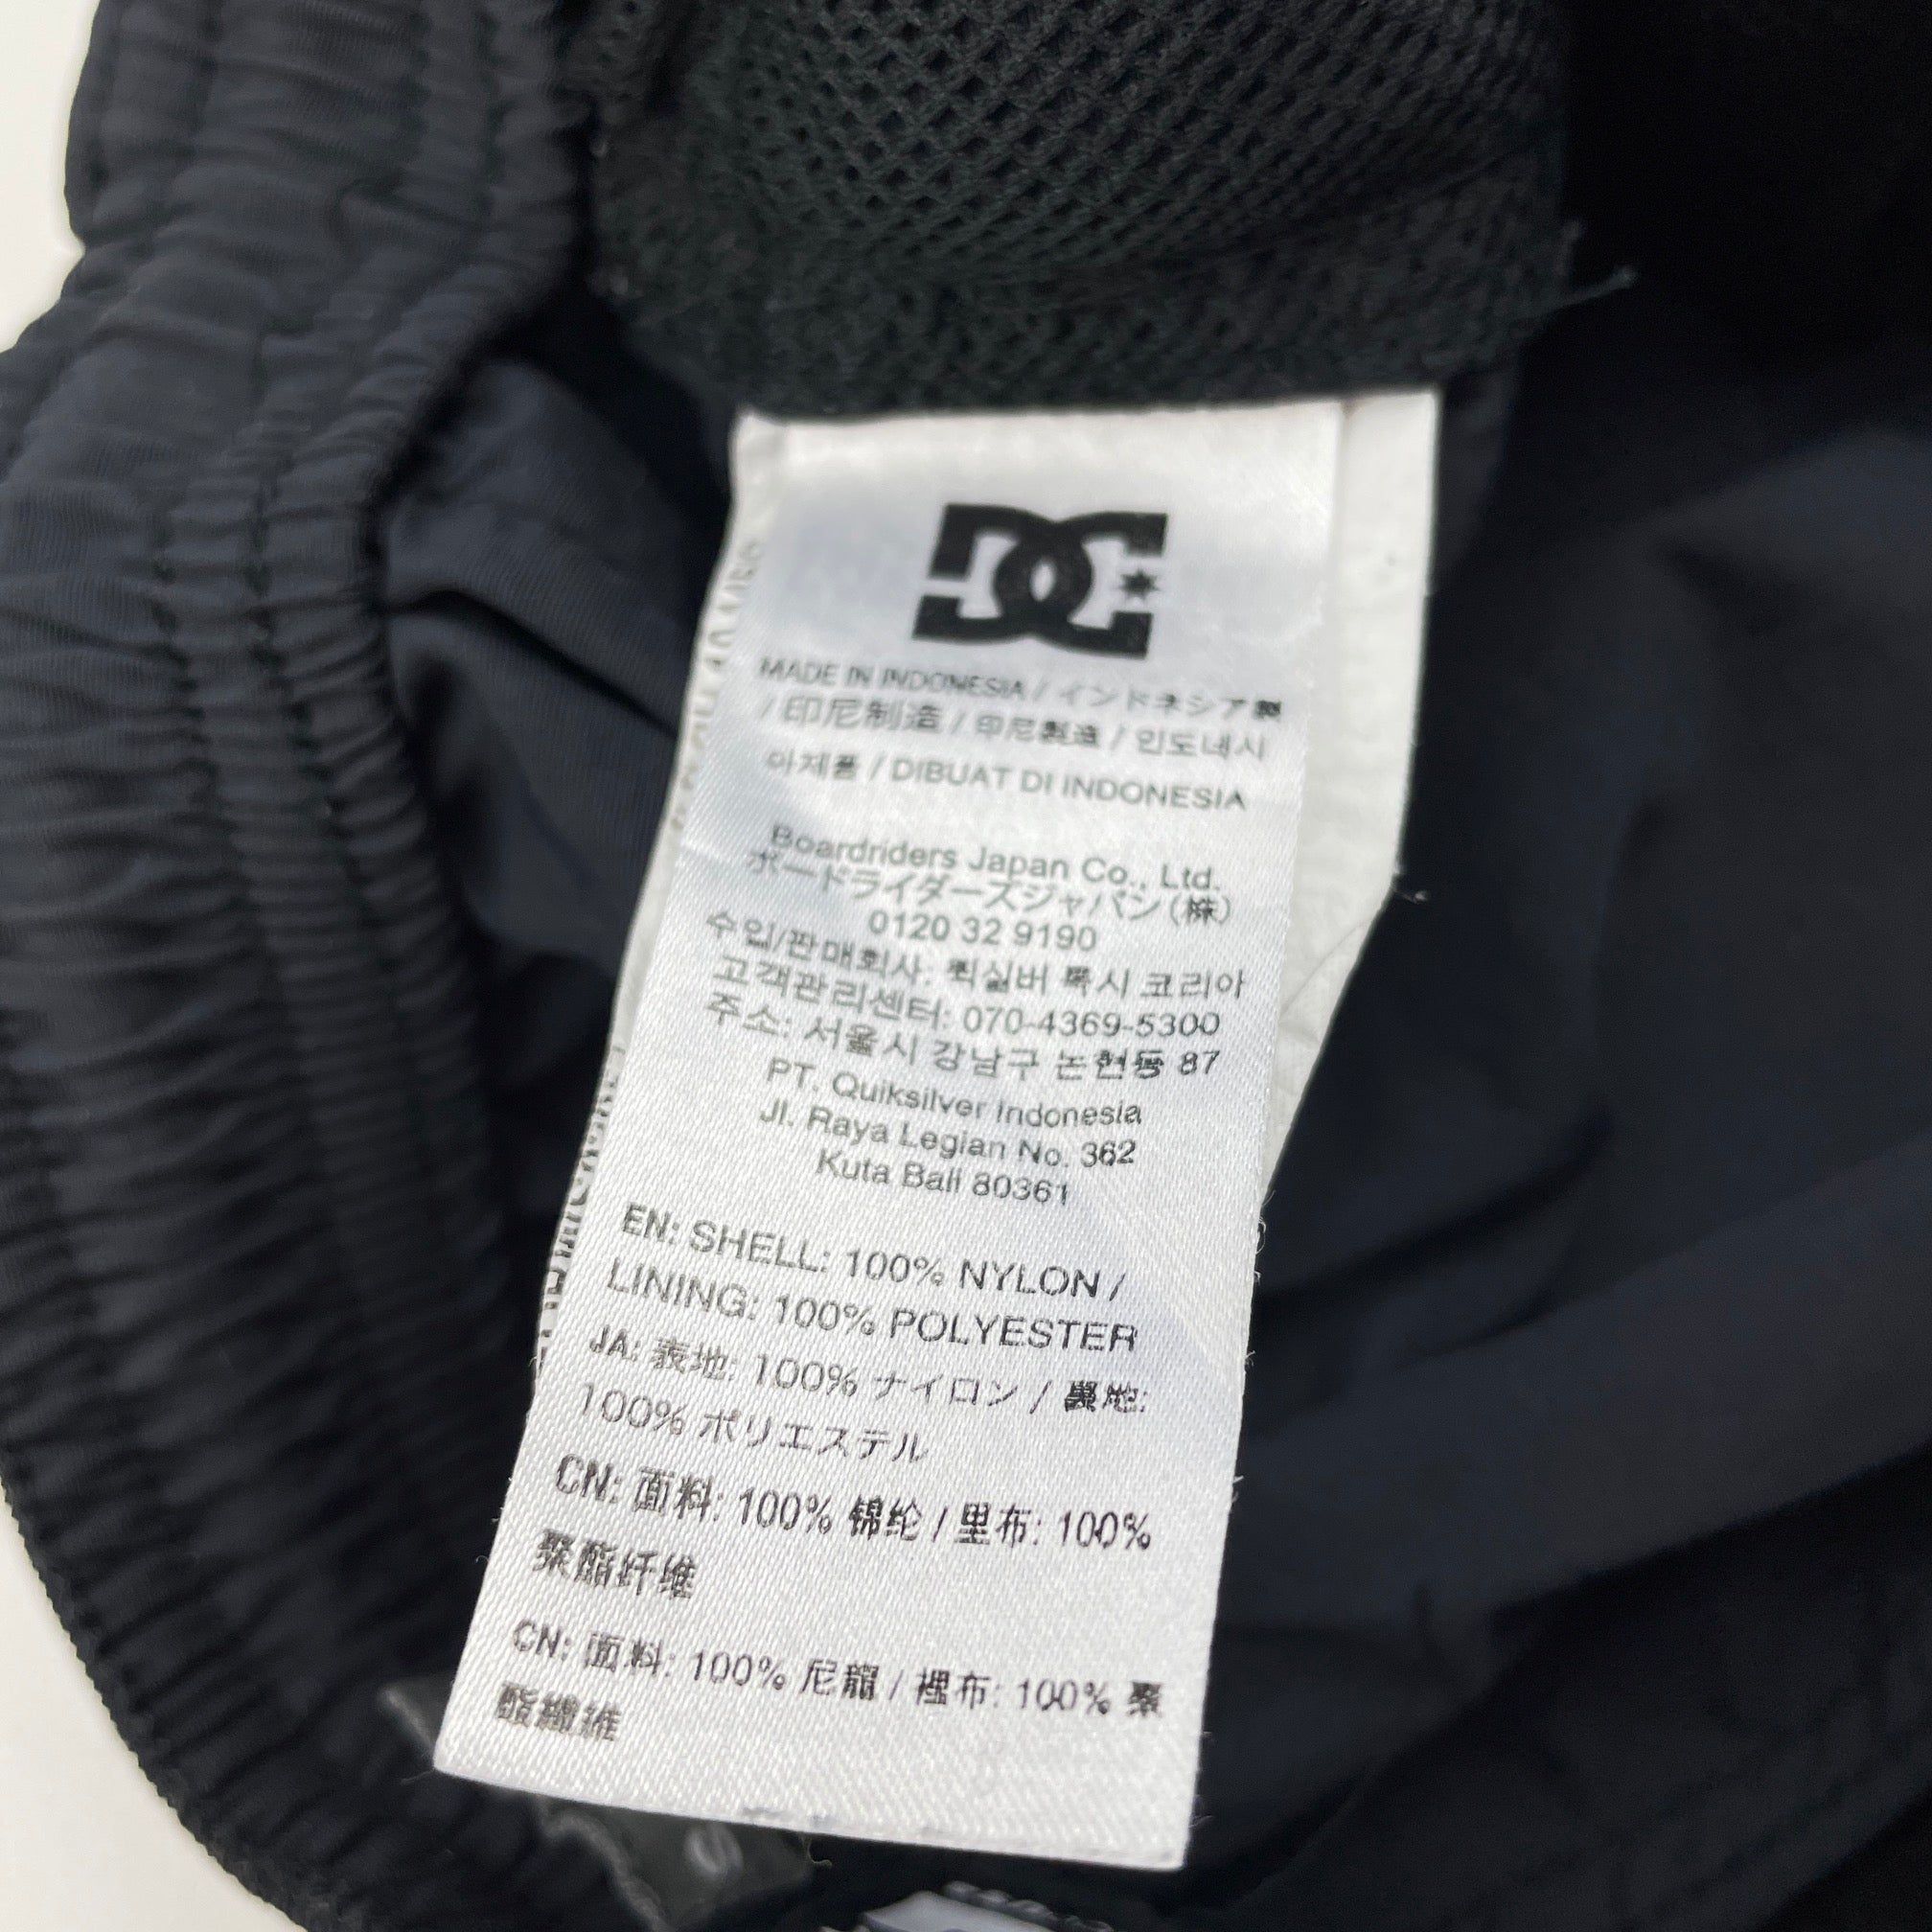 DC
MADE IN INDONESIA / インドネシア製
/ 印尼制造 / 印尼製造 / 인도네시
아제품 / DIBUAT DI INDONESIA
Boardriders Japan Co., Ltd.
ボードライダーズジャパン(株)
0120 32 9190
수입/판매회사: 퀵실버 록시 코리아
고객관리센터: 070-4369-5300
주소: 서울시 강남구 논현동 87
PT. Quiksilver Indonesia
Jl. Raya Legian No. 362
Kuta Bali 80361
EN: SHELL: 100% NYLON /
LINING: 100% POLYESTER
JA: 表地: 100% ナイロン / 裏地:
100% ポリエステル
CN: 面料: 100% 锦纶 / 里布: 100%
聚酯纤维
CN: 面料: 100% 尼龍 / 裡布: 100% 聚
酯纖維